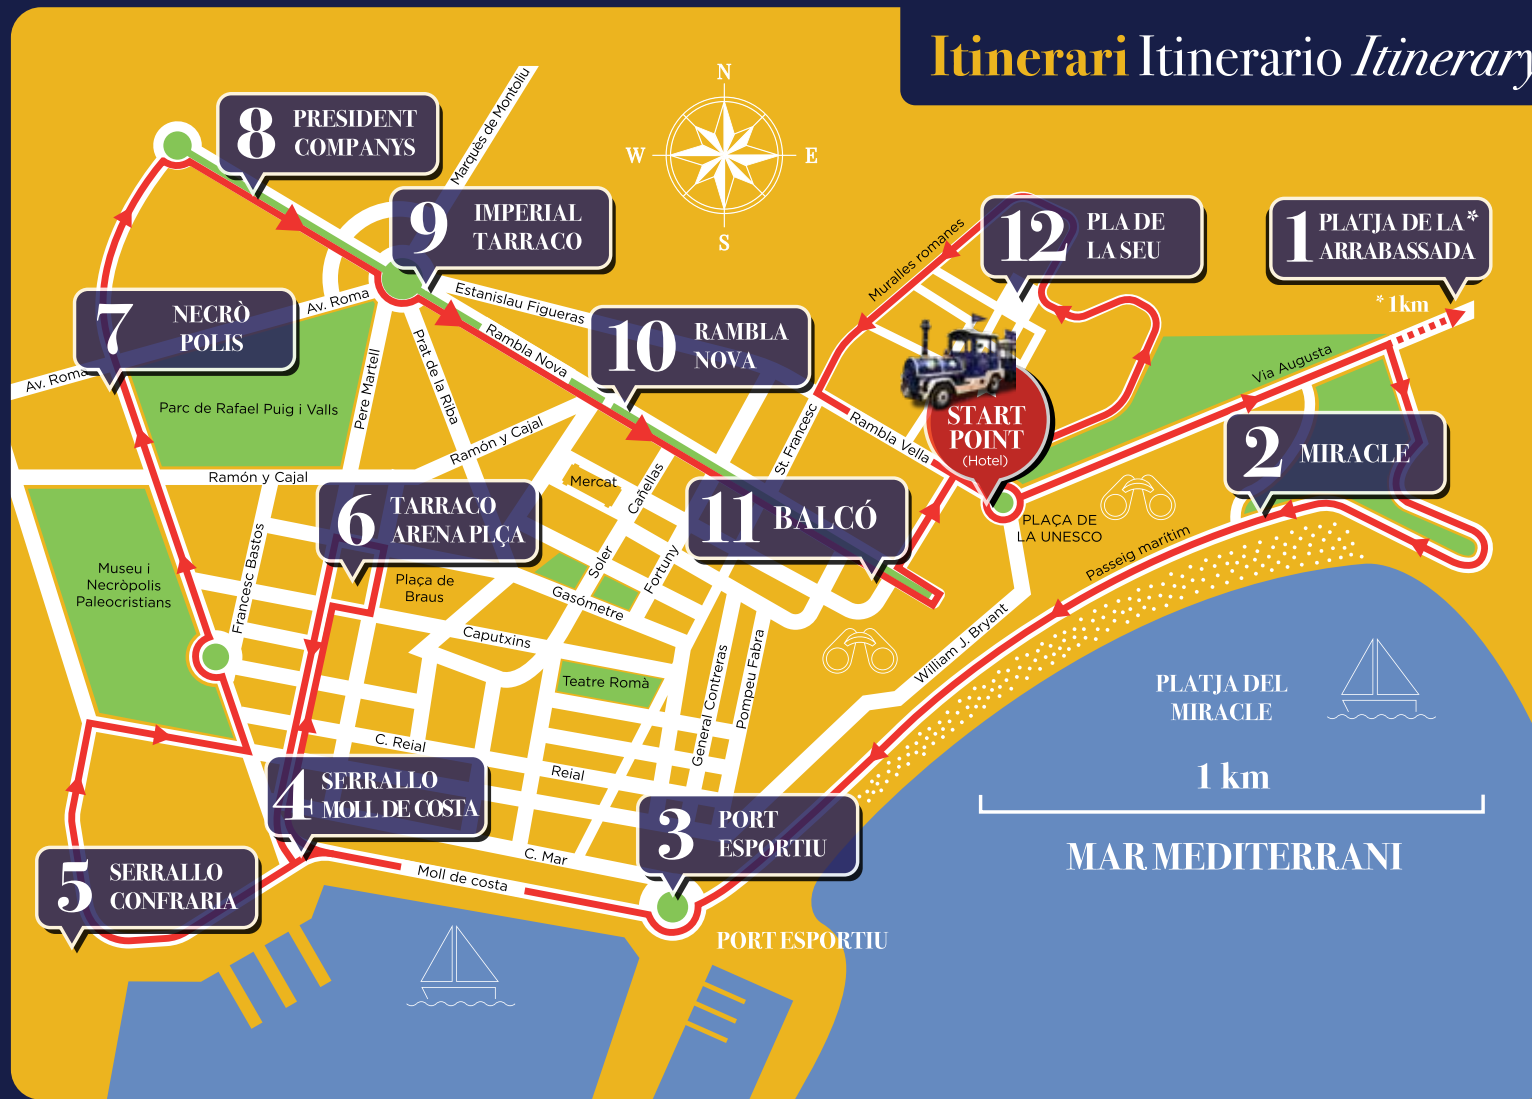 Itinerari Itinerario Itinerary
N
W E
S
8 PRESIDENT
COMPANYS
Marquès de Montoliu
9 IMPERIAL
TARRACO
12 PLA DE
LA SEU
1 PLATJA DE LA*
ARRABASSADA
* 1km
Muralles romanes
7 NECRÒ
POLIS
Av. Roma
Av. Roma
Estanislau Figueras
Rambla Nova
10 RAMBLA
NOVA
Prat de la Riba
Pere Martell
Parc de Rafael Puig i Valls
Via Augusta
START
POINT
(Hotel)
Rambla Vella
St. Francesc
2 MIRACLE
Ramón y Cajal
Ramón y Cajal
Mercat
Cañellas
6 TARRACO
ARENA PLÇA
11 BALCÓ
PLAÇA DE
LA UNESCO
Passeig marítim
Museu i
Necròpolis
Paleocristians
Francesc Bastos
Plaça de
Braus
Soler
Fortuny
Gasómetre
Caputxins
William J. Bryant
Teatre Romà
General Contreras
Pompeu Fabra
PLATJA DEL
MIRACLE
C. Reial
Reial
1 km
4 SERRALLO
MOLL DE COSTA
3 PORT
ESPORTIU
MAR MEDITERRANI
C. Mar
Moll de costa
5 SERRALLO
CONFRARIA
PORT ESPORTIU